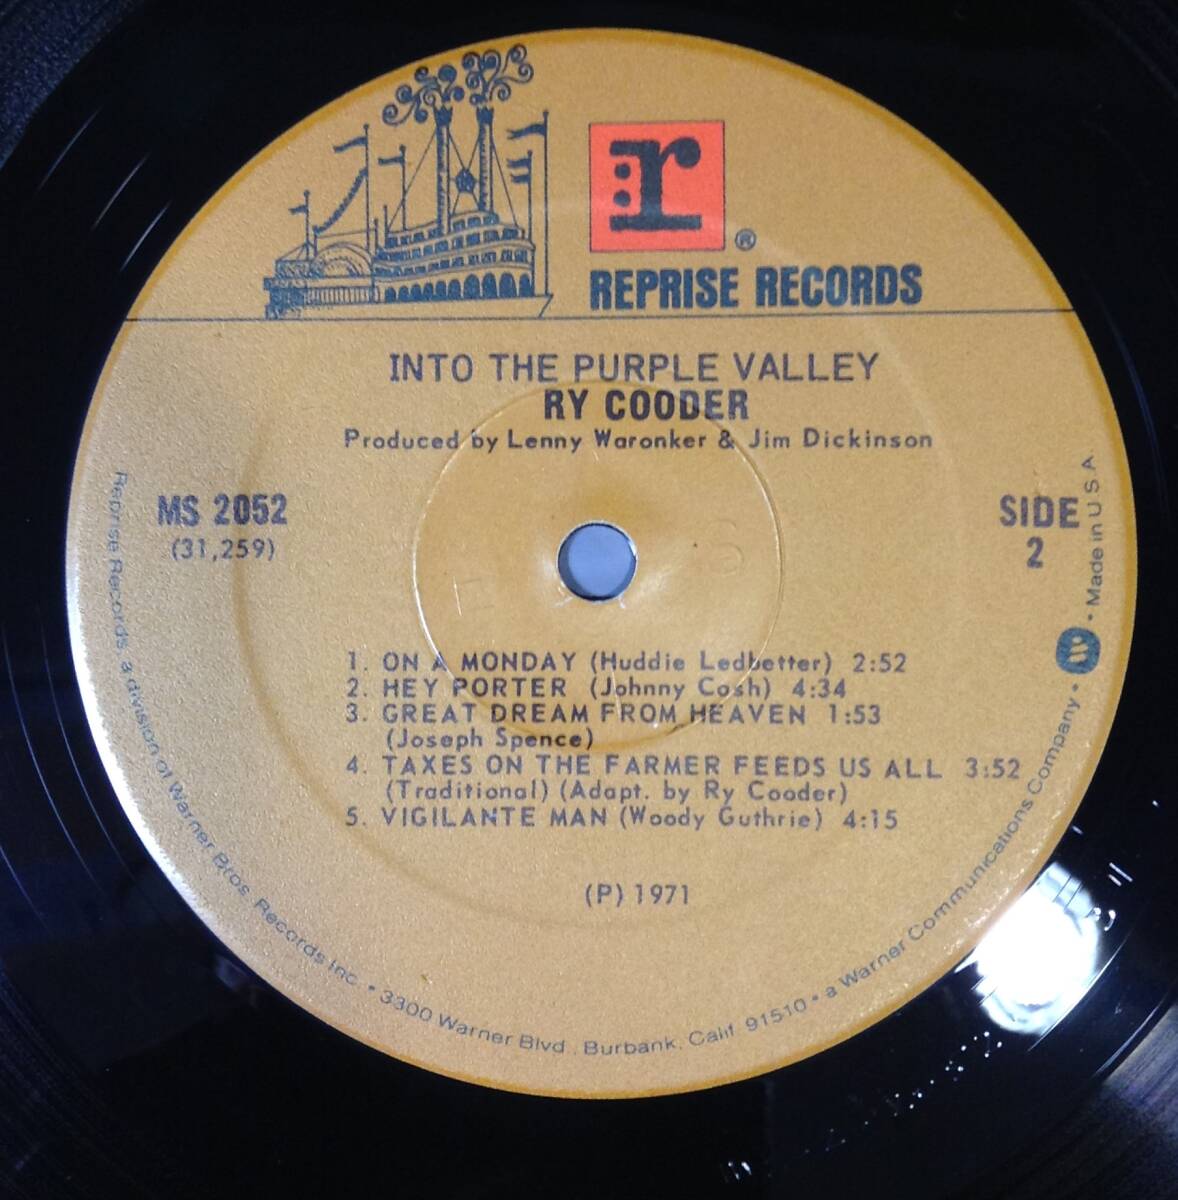 r
®
REPRISE RECORDS
INTO THE PURPLE VALLEY
RY COODER
Produced by Lenny Waronker & Jim Dickinson
MS 2052
(31,259)
SIDE
2
1. ON A MONDAY (Huddie Ledbetter) 2:52
2. HEY PORTER (Johnny Cash) 4:34
3. GREAT DREAM FROM HEAVEN 1:53
(Joseph Spence)
4. TAXES ON THE FARMER FEEDS US ALL 3:52
(Traditional) (Adapt. by Ry Cooder)
5. VIGILANTE MAN (Woody Guthrie) 4:15
(P) 1971
Reprise Records, a division of Warner Bros. Records Inc. • 3300 Warner Blvd., Burbank, Calif. 91510 • a Warner Communications Company • W • Made in U.S.A.